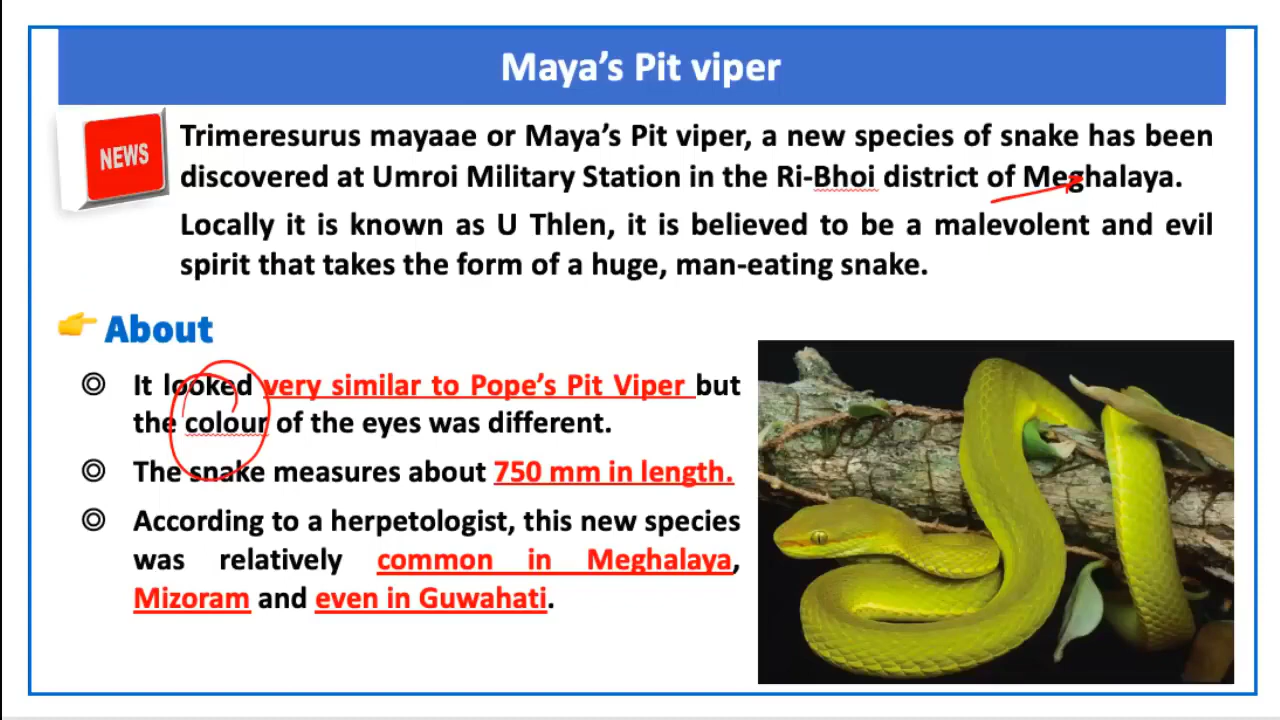 Maya’s Pit viper
NEWS
Trimeresurus mayaae or Maya’s Pit viper, a new species of snake has been
discovered at Umroi Military Station in the Ri-Bhoi district of Meghalaya.
Locally it is known as U Thlen, it is believed to be a malevolent and evil
spirit that takes the form of a huge, man-eating snake.
About
It looked very similar to Pope’s Pit Viper but
the colour of the eyes was different.
The snake measures about 750 mm in length.
According to a herpetologist, this new species
was relatively common in Meghalaya,
Mizoram and even in Guwahati.